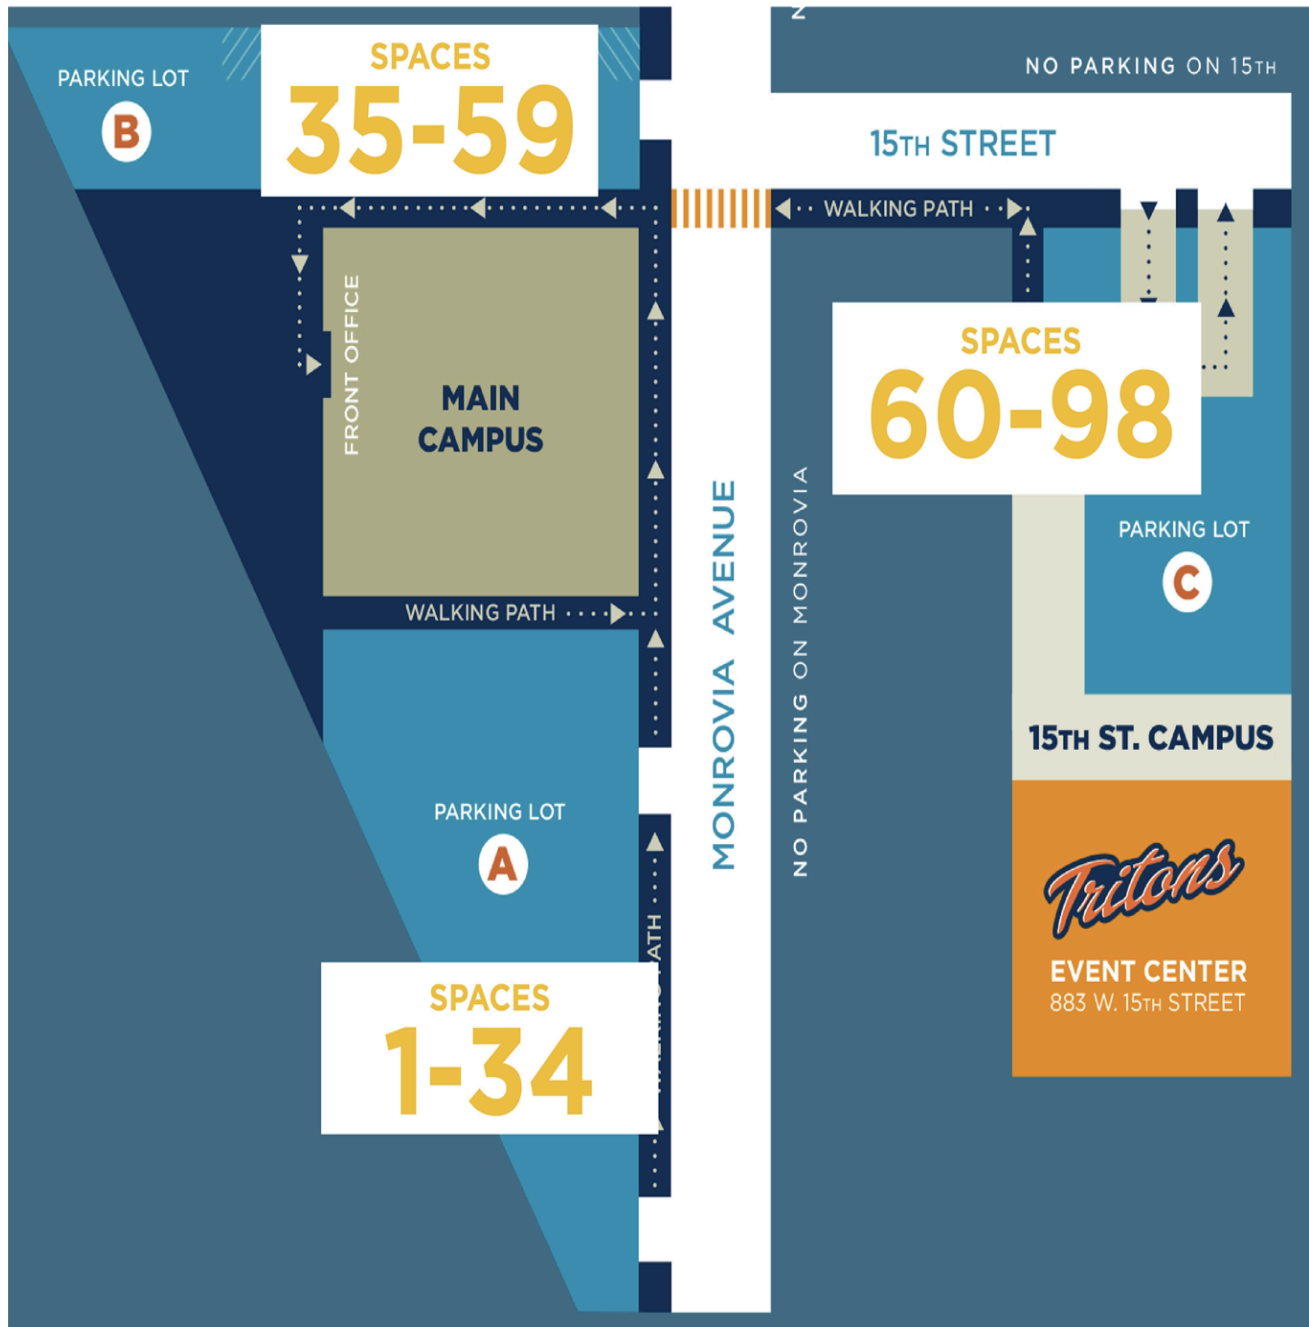 NO PARKING ON 15TH
PARKING LOT
B
SPACES
35-59
15TH STREET
WALKING PATH
FRONT OFFICE
MAIN
CAMPUS
SPACES
60-98
WALKING PATH
MONROVIA AVENUE
NO PARKING ON MONROVIA
PARKING LOT
C
15TH ST. CAMPUS
PARKING LOT
A
SPACES
1-34
Tritons
EVENT CENTER
883 W. 15TH STREET